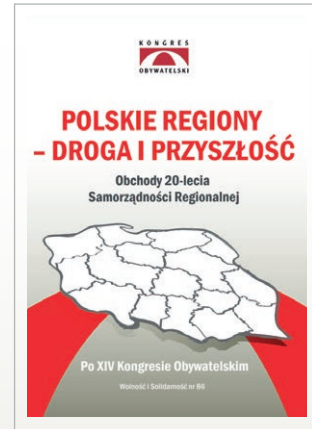 KONGRES
OBYWATELSKI
POLSKIE REGIONY
– DROGA I PRZYSZŁOŚĆ
Obchody 20-lecia
Samorządności Regionalnej
Po XIV Kongresie Obywatelskim
Wolność i Solidarność nr 86